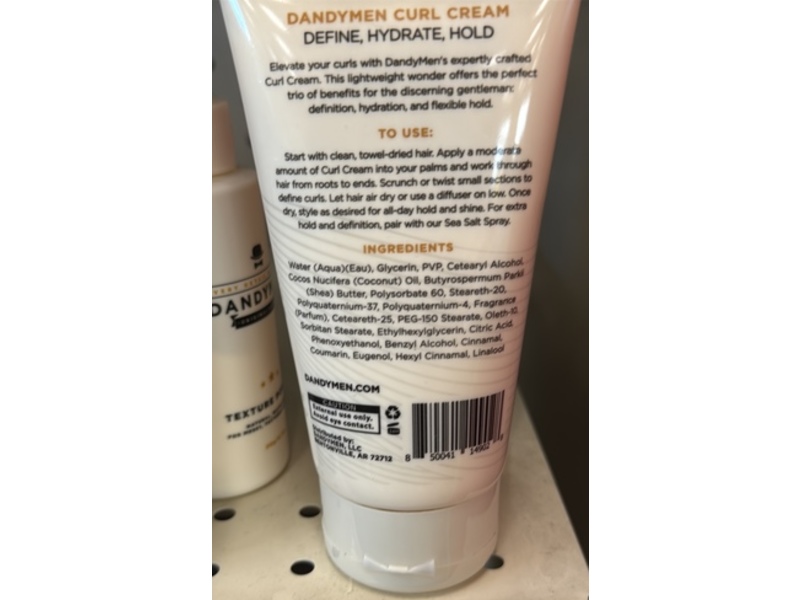 DANDYMEN CURL CREAM
DEFINE, HYDRATE, HOLD
Elevate your curls with DandyMen's expertly crafted
Curl Cream. This lightweight wonder offers the perfect
trio of benefits for the discerning gentleman:
definition, hydration, and flexible hold.
TO USE:
Start with clean, towel-dried hair. Apply a moderate
amount of Curl Cream into your palms and work through
hair from roots to ends. Scrunch or twist small sections to
define curls. Let hair air dry or use a diffuser on low. Once
dry, style as desired for all-day hold and shine. For extra
hold and definition, pair with our Sea Salt Spray.
INGREDIENTS
Water (Aqua)(Eau), Glycerin, PVP, Cetearyl Alcohol,
Cocos Nucifera (Coconut) Oil, Butyrospermum Parkii
(Shea) Butter, Polysorbate 60, Steareth-20,
Polyquaternium-37, Polyquaternium-4, Fragrance
(Parfum), Ceteareth-25, PEG-150 Stearate, Oleth-10,
Sorbitan Stearate, Ethylhexylglycerin, Citric Acid,
Phenoxyethanol, Benzyl Alcohol, Cinnamal,
Coumarin, Eugenol, Hexyl Cinnamal, Linalool
DANDYMEN.COM
CAUTION
External use only.
Avoid eye contact.
Distributed by:
DANDYMEN, LLC
BENTONVILLE, AR 72712
8 50041 14902
DANDY
TEXTURE